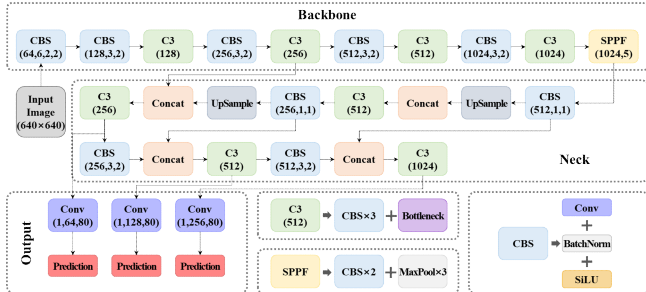 Backbone
CBS
(64,6,2,2)
CBS
(128,3,2)
C3
(128)
CBS
(256,3,2)
C3
(256)
CBS
(512,3,2)
C3
(512)
CBS
(1024,3,2)
C3
(1024)
SPPF
(1024,5)
Input
Image
(640×640)
C3
(256)
Concat
UpSample
CBS
(256,1,1)
C3
(512)
Concat
UpSample
CBS
(512,1,1)
CBS
(256,3,2)
Concat
C3
(512)
CBS
(512,3,2)
Concat
C3
(1024)
Neck
Output
Conv
(1,64,80)
Conv
(1,128,80)
Conv
(1,256,80)
Prediction
Prediction
Prediction
C3
(512)
CBS×3
+
Bottleneck
SPPF
CBS×2
+
MaxPool×3
CBS
Conv
+
BatchNorm
+
SiLU